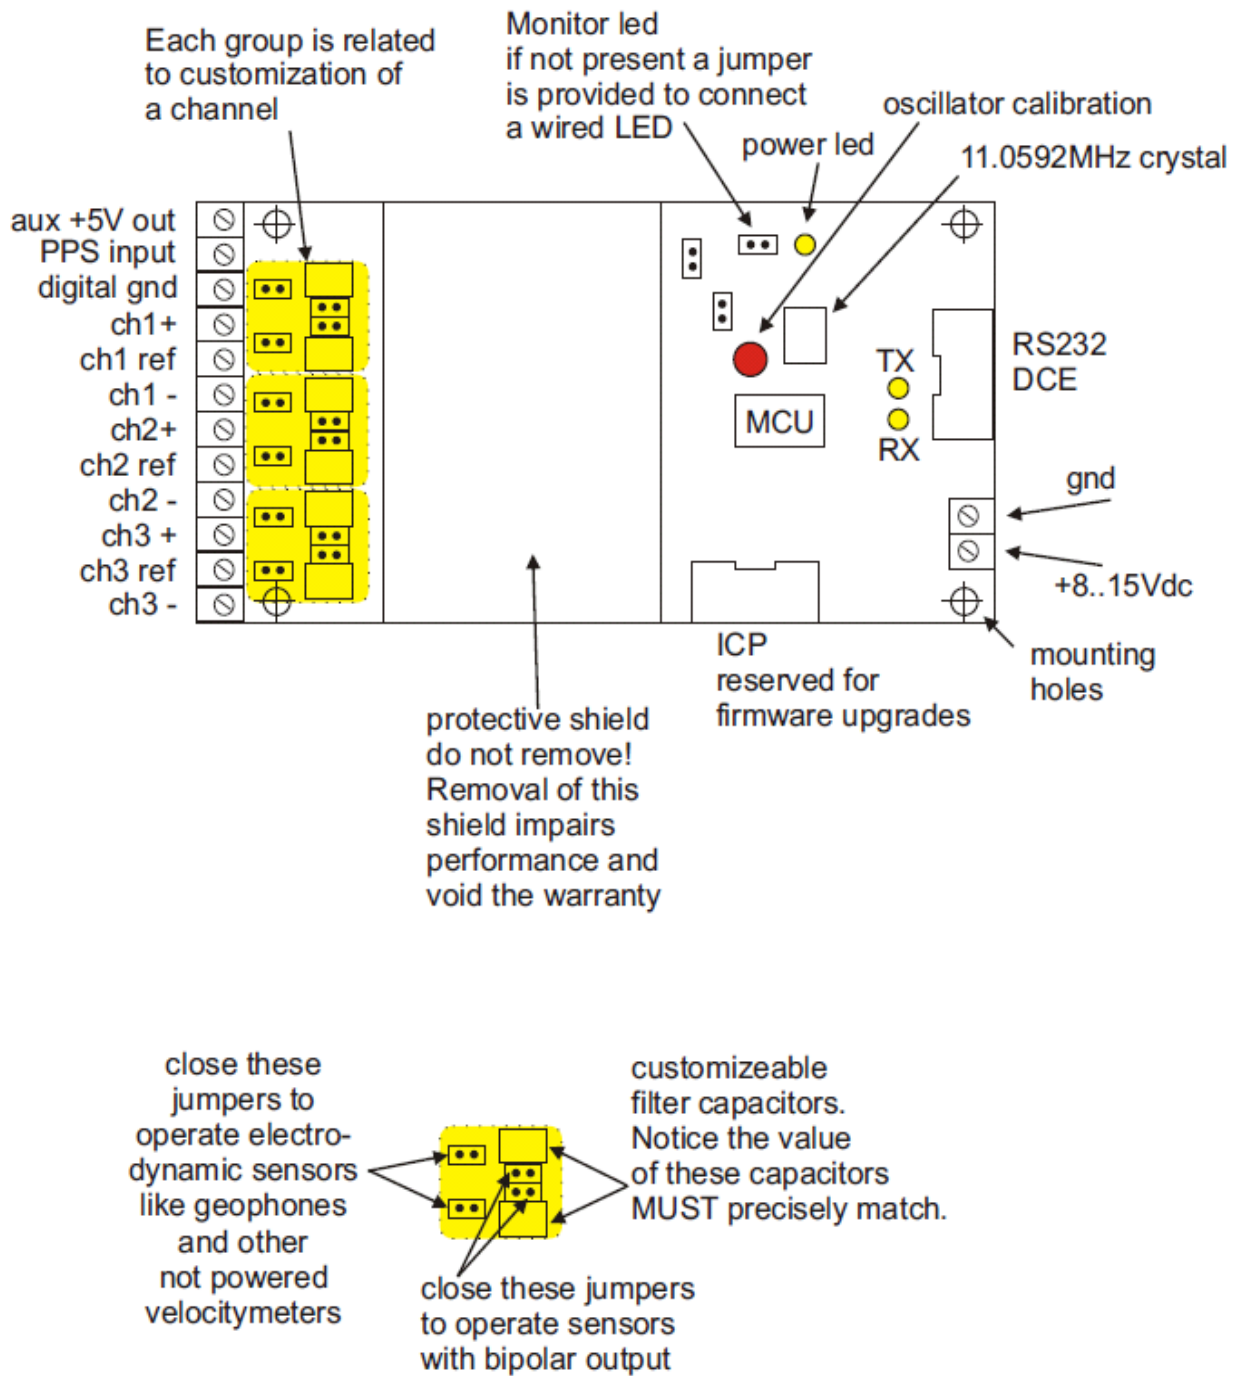 Each group is related
to customization of
a channel
Monitor led
if not present a jumper
is provided to connect
a wired LED
power led
oscillator calibration
11.0592MHz crystal
aux +5V out
PPS input
digital gnd
ch1+
ch1 ref
ch1 -
ch2+
ch2 ref
ch2 -
ch3 +
ch3 ref
ch3 -
MCU
TX
RX
RS232
DCE
gnd
+8..15Vdc
mounting
holes
ICP
reserved for
firmware upgrades
protective shield
do not remove!
Removal of this
shield impairs
performance and
void the warranty
close these
jumpers to
operate electro-
dynamic sensors
like geophones
and other
not powered
velocitymeters
customizeable
filter capacitors.
Notice the value
of these capacitors
MUST precisely match.
close these jumpers
to operate sensors
with bipolar output